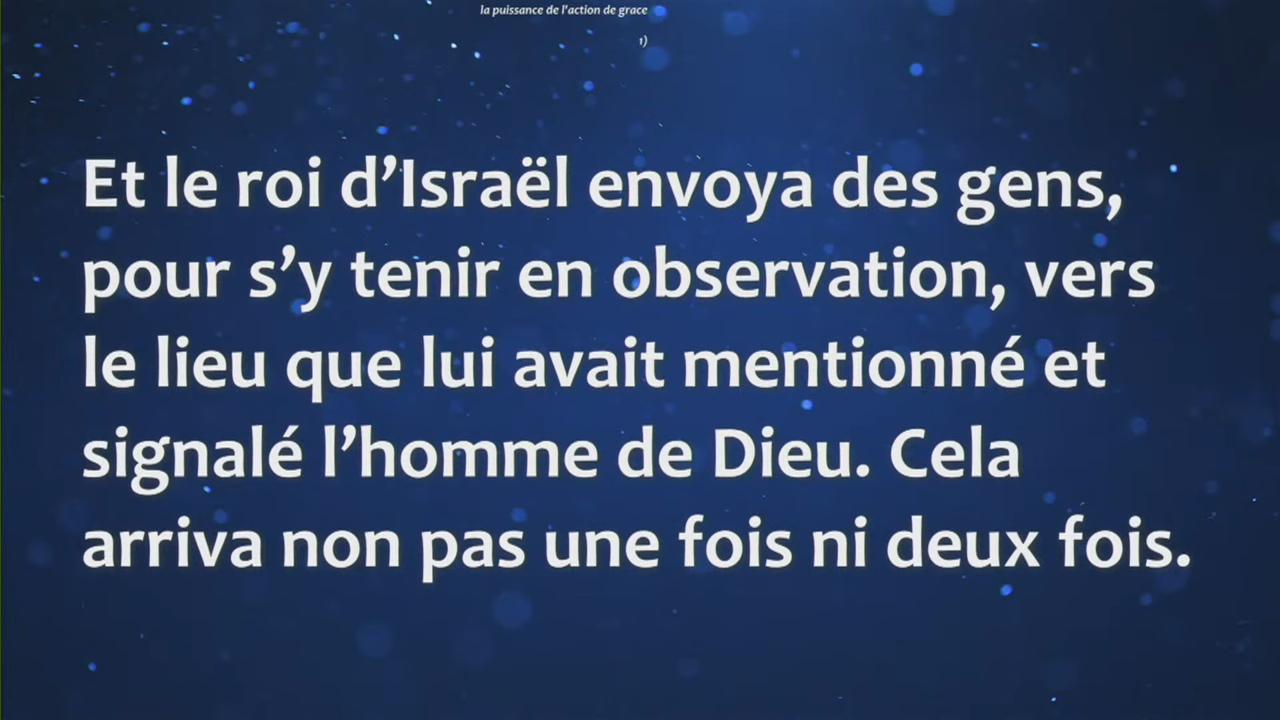 la puissance de l'action de grace
1)
Et le roi d’Israël envoya des gens,
pour s’y tenir en observation, vers
le lieu que lui avait mentionné et
signalé l’homme de Dieu. Cela
arriva non pas une fois ni deux fois.